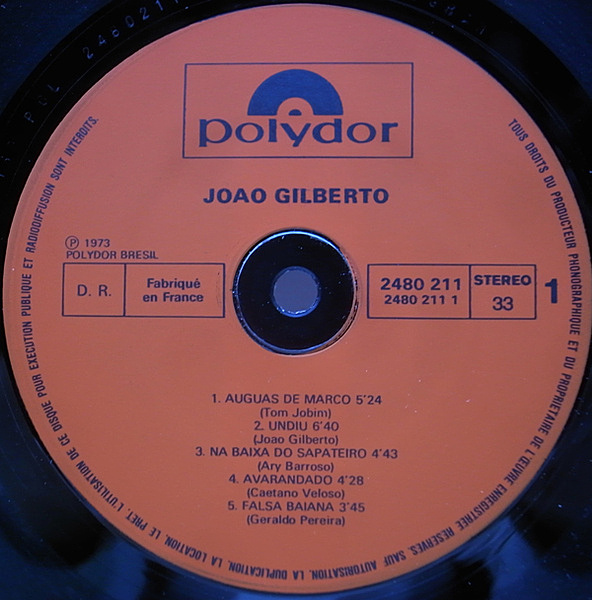 polydor
JOAO GILBERTO
Ⓟ 1973
POLYDOR BRESIL
D. R.
Fabriqué
en France
2480 211
2480 211 1
STEREO
33
1
1. AUGUAS DE MARCO 5'24
(Tom Jobim)
2. UNDIU 6'40
(Joao Gilberto)
3. NA BAIXA DO SAPATEIRO 4'43
(Ary Barroso)
4. AVARANDADO 4'28
(Caetano Veloso)
5. FALSA BAIANA 3'45
(Geraldo Pereira)
TOUS DROITS DU PRODUCTEUR PHONOGRAPHIQUE ET DU PROPRIETAIRE DE L'ŒUVRE ENREGISTREE RESERVES. SAUF AUTORISATION, LA DUPLICATION, LA LOCATION, LE PRET, L'UTILISATION DE CE DISQUE POUR EXECUTION PUBLIQUE ET RADIODIFFUSION SONT INTERDITS.